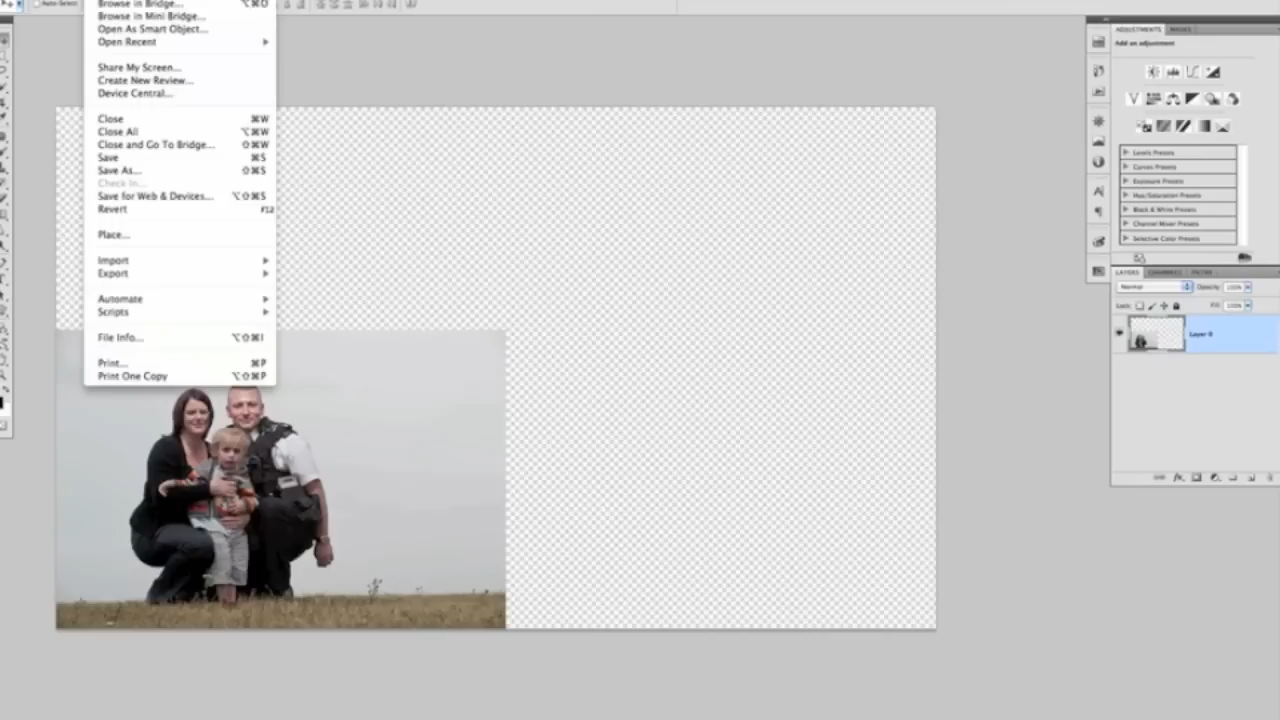 Auto-Select:
Browse in Bridge... ⌥⌘O
Browse in Mini Bridge...
Open As Smart Object...
Open Recent
Share My Screen...
Create New Review...
Device Central...
Close ⌘W
Close All ⌥⌘W
Close and Go To Bridge... ⇧⌘W
Save ⌘S
Save As... ⇧⌘S
Check In...
Save for Web & Devices... ⌥⇧⌘S
Revert F12
Place...
Import
Export
Automate
Scripts
File Info... ⌥⇧⌘I
Print... ⌘P
Print One Copy ⌥⇧⌘P
ADJUSTMENTS MASKS
Add an adjustment
Levels Presets
Curves Presets
Exposure Presets
Hue/Saturation Presets
Black & White Presets
Channel Mixer Presets
Selective Color Presets
LAYERS CHANNELS PATHS
Normal Opacity: 100%
Lock: Fill: 100%
Layer 0